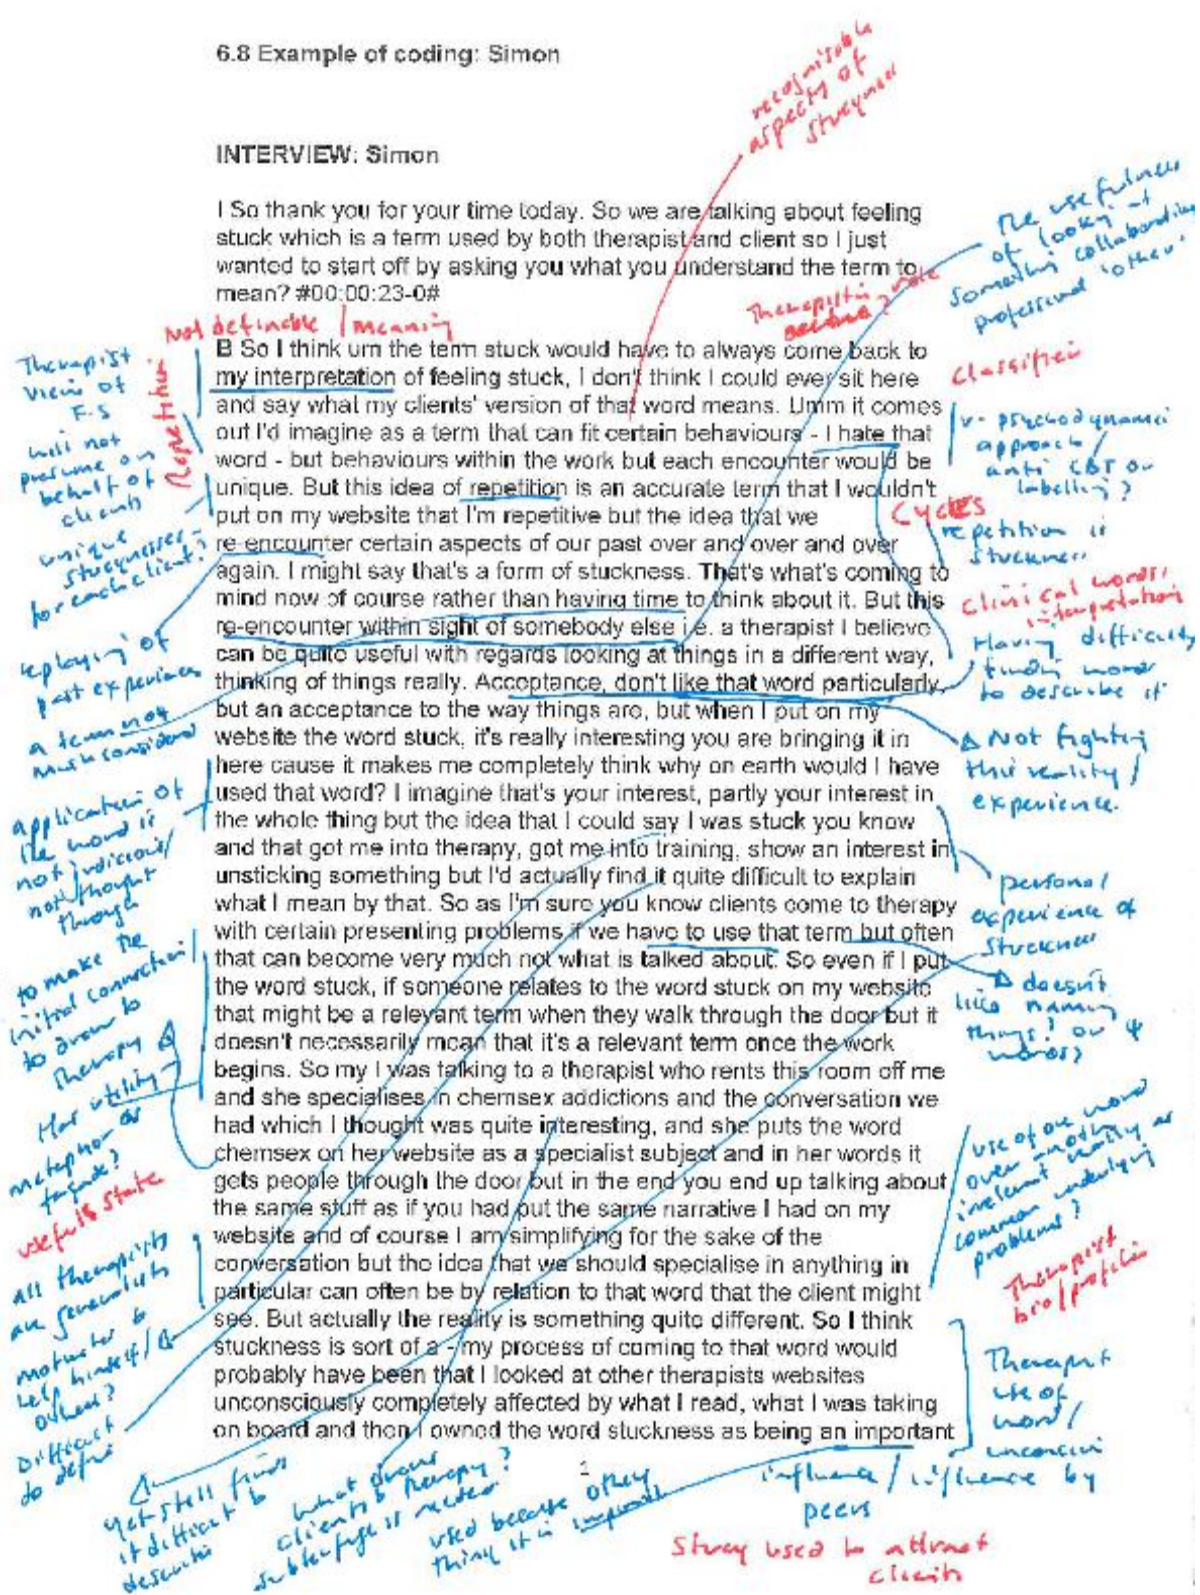 6.8 Example of coding: Simon
recognisable
aspects of
INTERVIEW: Simon
I So thank you for your time today. So we are talking about feeling
stuck which is a term used by both therapist and client so I just
wanted to start off by asking you what you understand the term to
mean? #00:00:23-0#
the usefulness
of looking at
something collaboratively
professional 'other'
Not definable / meaning
B So I think um the term stuck would have to always come back to
my interpretation of feeling stuck, I don't think I could ever sit here
and say what my clients' version of that word means. Umm it comes
out I'd imagine as a term that can fit certain behaviours - I hate that
word - but behaviours within the work but each encounter would be
unique. But this idea of repetition is an accurate term that I wouldn't
put on my website that I'm repetitive but the idea that we
re-encounter certain aspects of our past over and over and over
again. I might say that's a form of stuckness. That's what's coming to
mind now of course rather than having time to think about it. But this
re-encounter within sight of somebody else i.e. a therapist I believe
can be quite useful with regards looking at things in a different way,
thinking of things really. Acceptance, don't like that word particularly,
but an acceptance to the way things are, but when I put on my
website the word stuck, it's really interesting you are bringing it in
here cause it makes me completely think why on earth would I have
used that word? I imagine that's your interest, partly your interest in
the whole thing but the idea that I could say I was stuck you know
and that got me into therapy, got me into training, show an interest in
unsticking something but I'd actually find it quite difficult to explain
what I mean by that. So as I'm sure you know clients come to therapy
with certain presenting problems if we have to use that term but often
that can become very much not what is talked about. So even if I put
the word stuck, if someone relates to the word stuck on my website
that might be a relevant term when they walk through the door but it
doesn't necessarily mean that it's a relevant term once the work
begins. So my I was talking to a therapist who rents this room off me
and she specialises in chemsex addictions and the conversation we
had which I thought was quite interesting, and she puts the word
chemsex on her website as a specialist subject and in her words it
gets people through the door but in the end you end up talking about
the same stuff as if you had put the same narrative I had on my
website and of course I am simplifying for the sake of the
conversation but the idea that we should specialise in anything in
particular can often be by relation to that word that the client might
see. But actually the reality is something quite different. So I think
stuckness is sort of a - my process of coming to that word would
probably have been that I looked at other therapists websites
unconsciously completely affected by what I read, what I was taking
on board and then I owned the word stuckness as being an important
1
Therapist
view of
F.S
will not
presume on
behalf of
clients
Repetition
unique
stucknesses
for each client?
replaying of
past experiences
a term not
much considered
application of
the word is
not judicious/
not thought
through
to make the
initial connection/
to draw to
therapy
Has utility
metaphor or
façade?
useful state
all therapists
are generalists
motivated to
help himself/
others?
Difficult
to define
yet still finds
it difficult to
describe
what draws
clients to therapy?
subterfuge is needed
used because others
think it is important
influence / influence by
peers
Stuck used to attract
clients
v. psychodynamic
approach/
anti CBT or
labelling?
Cycles
repetition is
stuckness
Clinical words,
interpretation
Having difficulty
finding word
to describe it
Not fighting
the reality/
experience.
personal
experience of
stuckness
doesn't
like naming
things? or
words?
use of one word
over another
irrelevant really as
common underlying
problems?
Therapist
bio/profile
Therapist
use of
word/